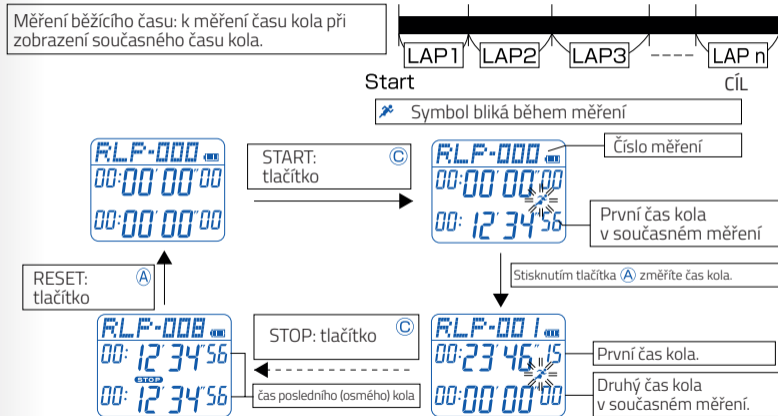 Měření běžícího času: k měření času kola při
zobrazení současného času kola.
LAP1
LAP2
LAP3
LAP n
Start
CÍL
Symbol bliká během měření
RLP-000
00:00'00"00
00:00'00"00
START:
tlačítko
C
RLP-000
00:00'00"00
00:12'34"56
Číslo měření
První čas kola
v současném měření
RESET:
tlačítko
A
Stisknutím tlačítka A změříte čas kola.
RLP-008
00:12'34"56
STOP
00:12'34"56
STOP: tlačítko
C
čas posledního (osmého) kola
RLP-001
00:23'46"15
00:00'00"00
První čas kola.
Druhý čas kola
v současném měření.